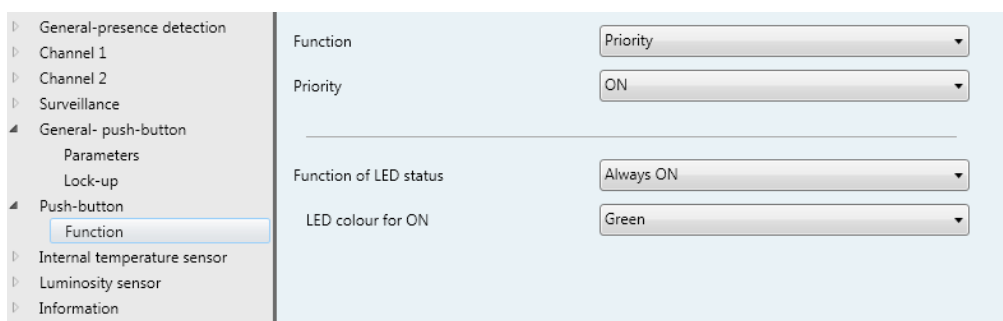 General-presence detection
Channel 1
Channel 2
Surveillance
General- push-button
Parameters
Lock-up
Push-button
Function
Internal temperature sensor
Luminosity sensor
Information
Function Priority
Priority ON
Function of LED status Always ON
LED colour for ON Green